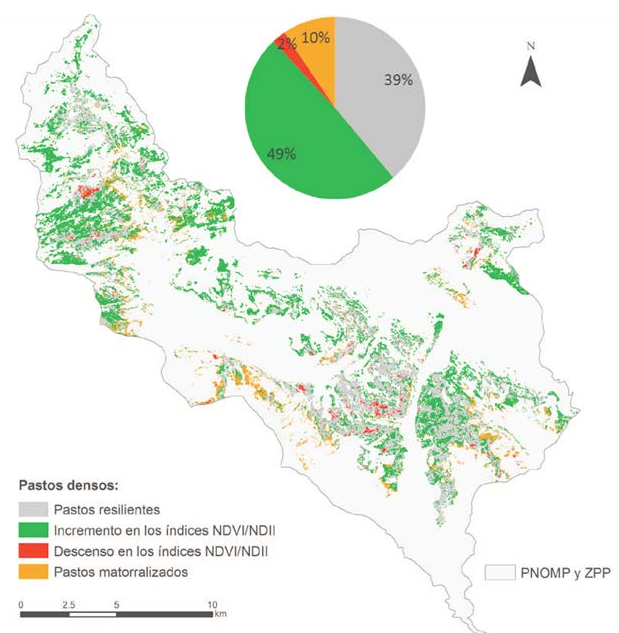 10%
2%
39%
49%
N
Pastos densos:
Pastos resilientes
Incremento en los índices NDVI/NDII
Descenso en los índices NDVI/NDII
Pastos matorralizados
PNOMP y ZPP
0 2.5 5 10
km